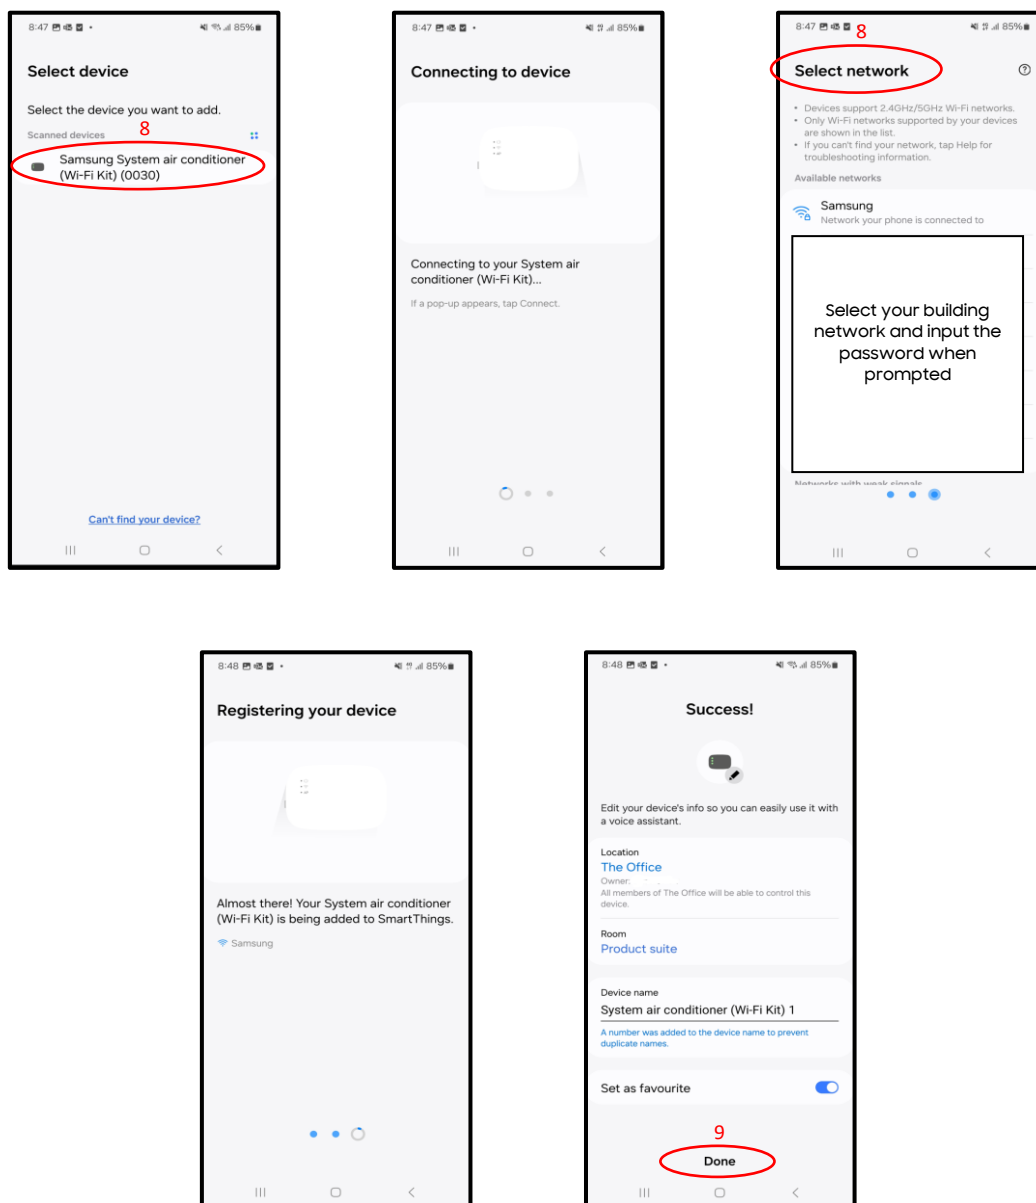 8:47
85%
Select device
Select the device you want to add.
8
Scanned devices
Samsung System air conditioner
(Wi-Fi Kit) (0030)
Can't find your device?
8:47
85%
Connecting to device
Connecting to your System air
conditioner (Wi-Fi Kit)...
If a pop-up appears, tap Connect.
8:47
8
85%
Select network
?
• Devices support 2.4GHz/5GHz Wi-Fi networks.
• Only Wi-Fi networks supported by your devices
are shown in the list.
• If you can't find your network, tap Help for
troubleshooting information.
Available networks
Samsung
Network your phone is connected to
Select your building
network and input the
password when
prompted
Networks with weak signals
8:48
85%
Registering your device
Almost there! Your System air conditioner
(Wi-Fi Kit) is being added to SmartThings.
Samsung
8:48
85%
Success!
Edit your device's info so you can easily use it with
a voice assistant.
Location
The Office
Owner:
All members of The Office will be able to control this
device.
Room
Product suite
Device name
System air conditioner (Wi-Fi Kit) 1
A number was added to the device name to prevent
duplicate names.
Set as favourite
9
Done